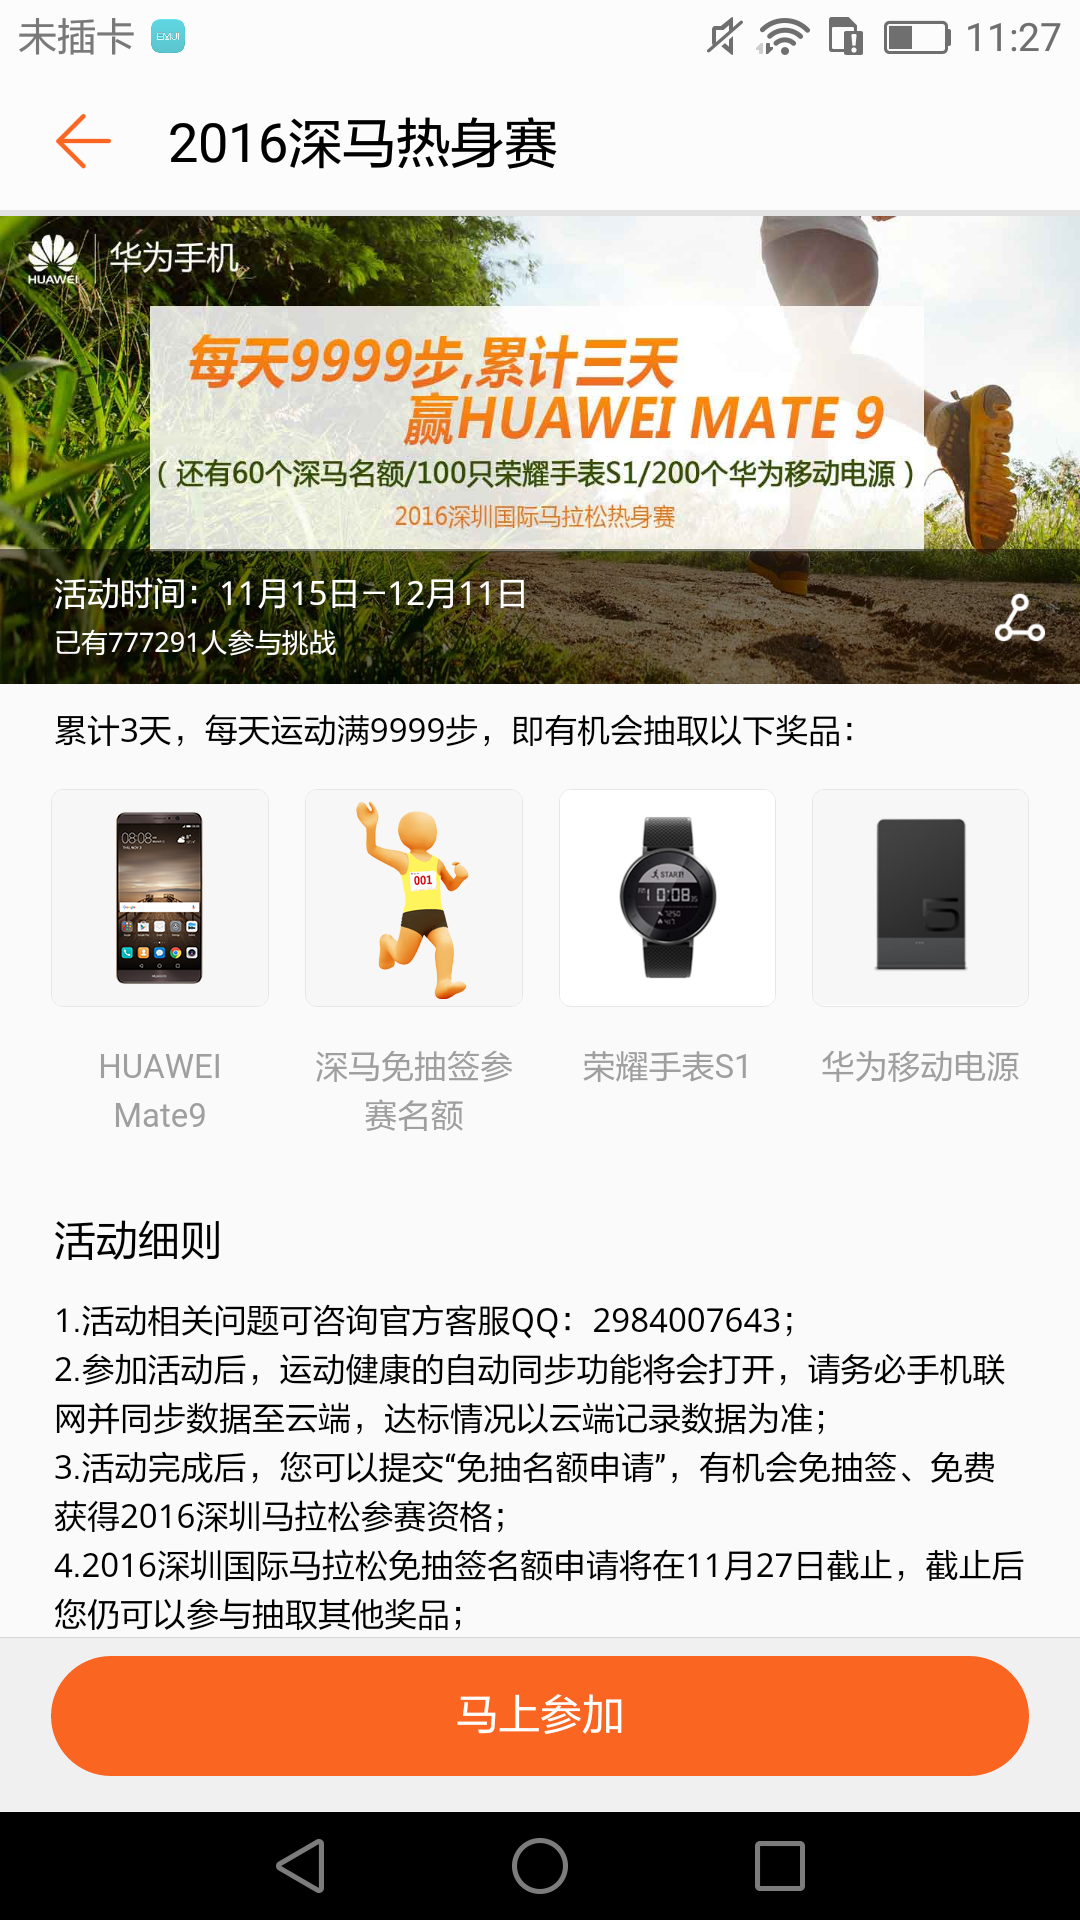 未插卡 EMUI 11:27
2016深马热身赛
HUAWEI 华为手机
每天9999步,累计三天
赢HUAWEI MATE 9
（还有60个深马名额/100只荣耀手表S1/200个华为移动电源）
2016深圳国际马拉松热身赛
活动时间：11月15日—12月11日
已有777291人参与挑战
累计3天，每天运动满9999步，即有机会抽取以下奖品：
08:08
001
START!
10:08
5
HUAWEI
Mate9
深马免抽签参
赛名额
荣耀手表S1
华为移动电源
活动细则
1.活动相关问题可咨询官方客服QQ：2984007643；
2.参加活动后，运动健康的自动同步功能将会打开，请务必手机联
网并同步数据至云端，达标情况以云端记录数据为准；
3.活动完成后，您可以提交“免抽名额申请”，有机会免抽签、免费
获得2016深圳马拉松参赛资格；
4.2016深圳国际马拉松免抽签名额申请将在11月27日截止，截止后
您仍可以参与抽取其他奖品；
马上参加